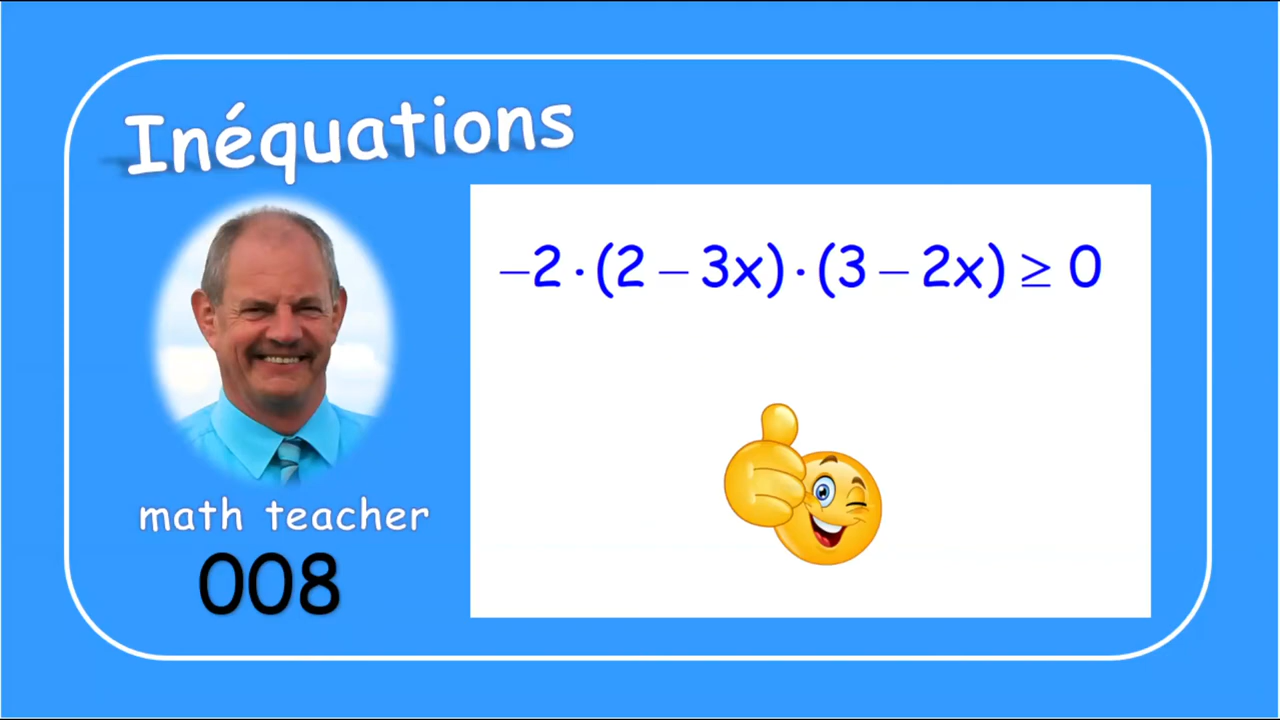 Inéquations
−2·(2−3x)·(3−2x)≥0
math teacher
008